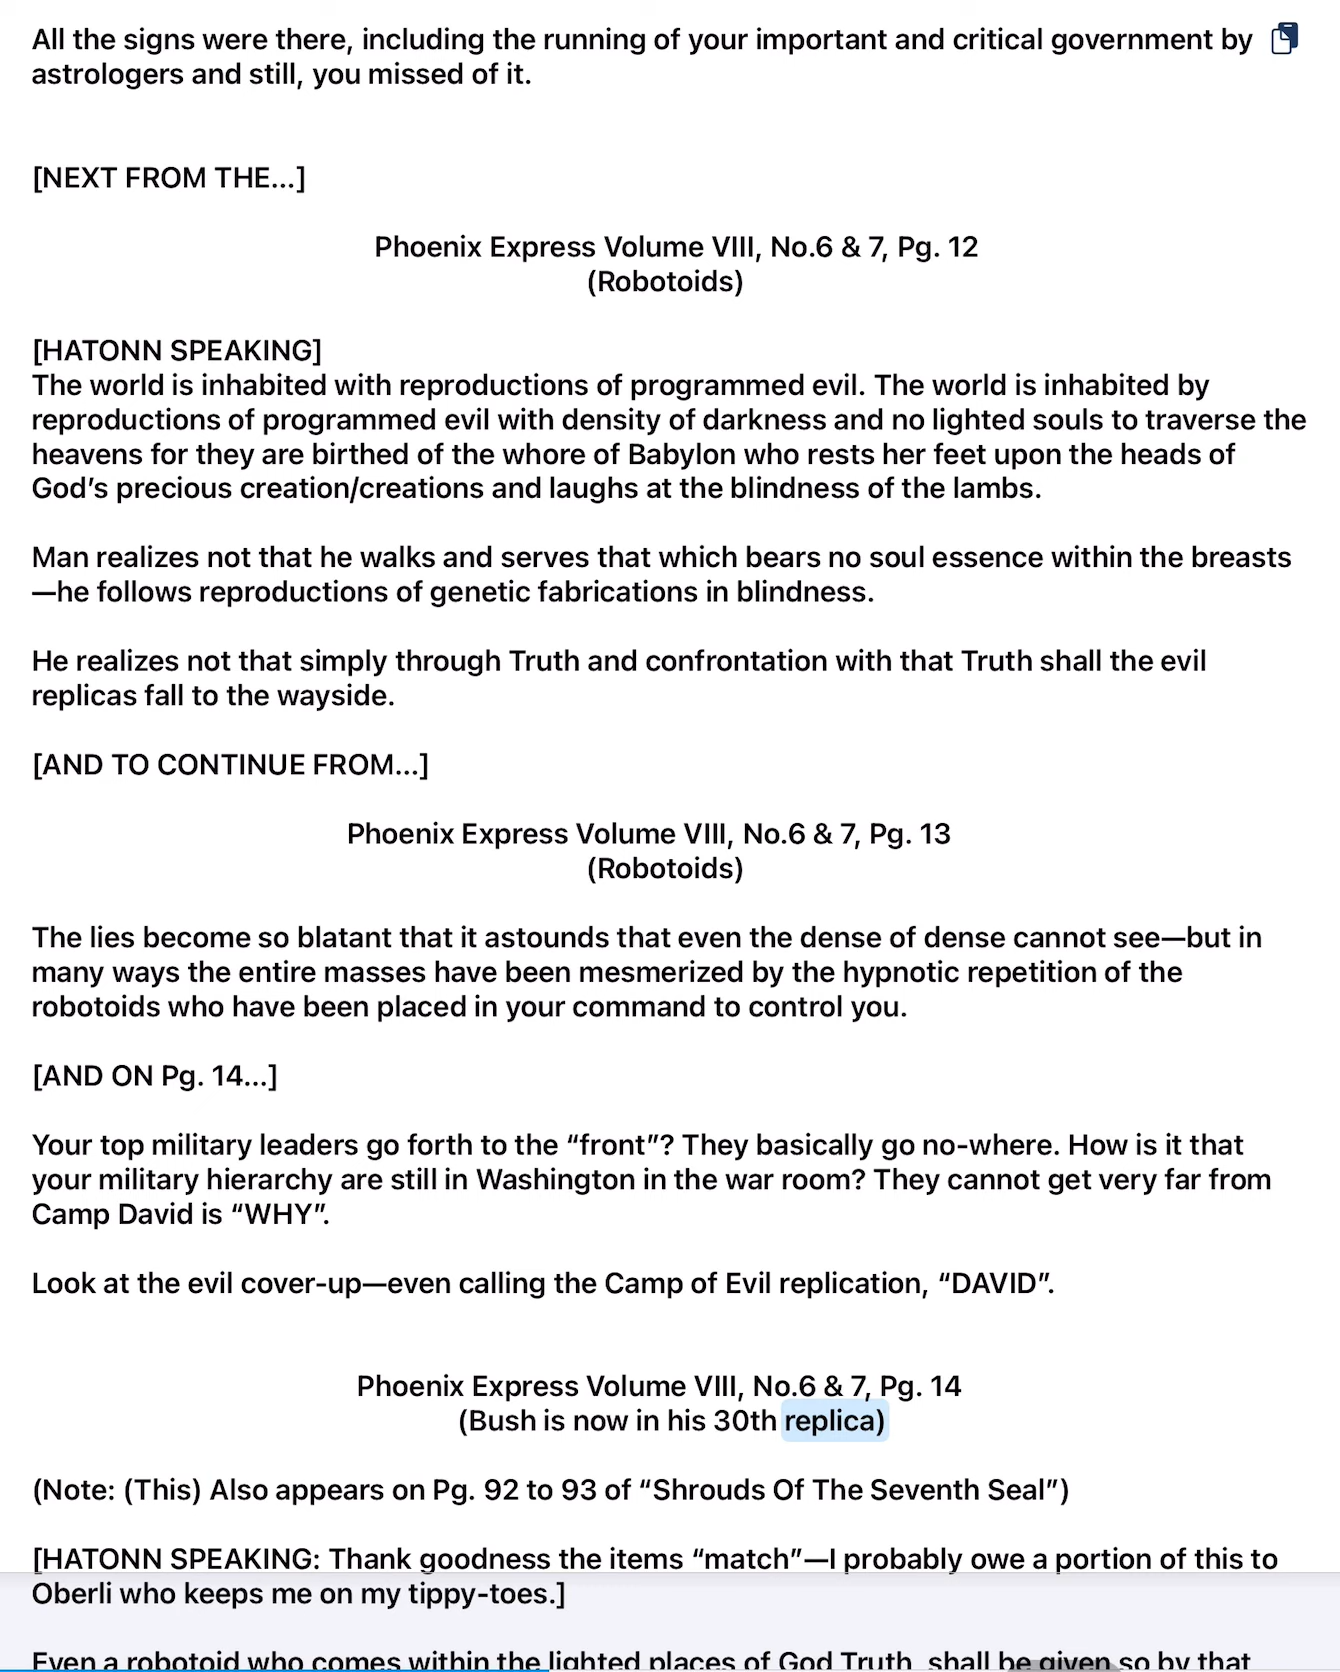 All the signs were there, including the running of your important and critical government by
astrologers and still, you missed of it.
[NEXT FROM THE...]
Phoenix Express Volume VIII, No.6 & 7, Pg. 12
(Robotoids)
[HATONN SPEAKING]
The world is inhabited with reproductions of programmed evil. The world is inhabited by
reproductions of programmed evil with density of darkness and no lighted souls to traverse the
heavens for they are birthed of the whore of Babylon who rests her feet upon the heads of
God’s precious creation/creations and laughs at the blindness of the lambs.
Man realizes not that he walks and serves that which bears no soul essence within the breasts
—he follows reproductions of genetic fabrications in blindness.
He realizes not that simply through Truth and confrontation with that Truth shall the evil
replicas fall to the wayside.
[AND TO CONTINUE FROM...]
Phoenix Express Volume VIII, No.6 & 7, Pg. 13
(Robotoids)
The lies become so blatant that it astounds that even the dense of dense cannot see—but in
many ways the entire masses have been mesmerized by the hypnotic repetition of the
robotoids who have been placed in your command to control you.
[AND ON Pg. 14...]
Your top military leaders go forth to the “front”? They basically go no-where. How is it that
your military hierarchy are still in Washington in the war room? They cannot get very far from
Camp David is “WHY”.
Look at the evil cover-up—even calling the Camp of Evil replication, “DAVID”.
Phoenix Express Volume VIII, No.6 & 7, Pg. 14
(Bush is now in his 30th replica)
(Note: (This) Also appears on Pg. 92 to 93 of “Shrouds Of The Seventh Seal”)
[HATONN SPEAKING: Thank goodness the items “match”—I probably owe a portion of this to
Oberli who keeps me on my tippy-toes.]
Even a robotoid who comes within the lighted places of God Truth, shall be given so by that